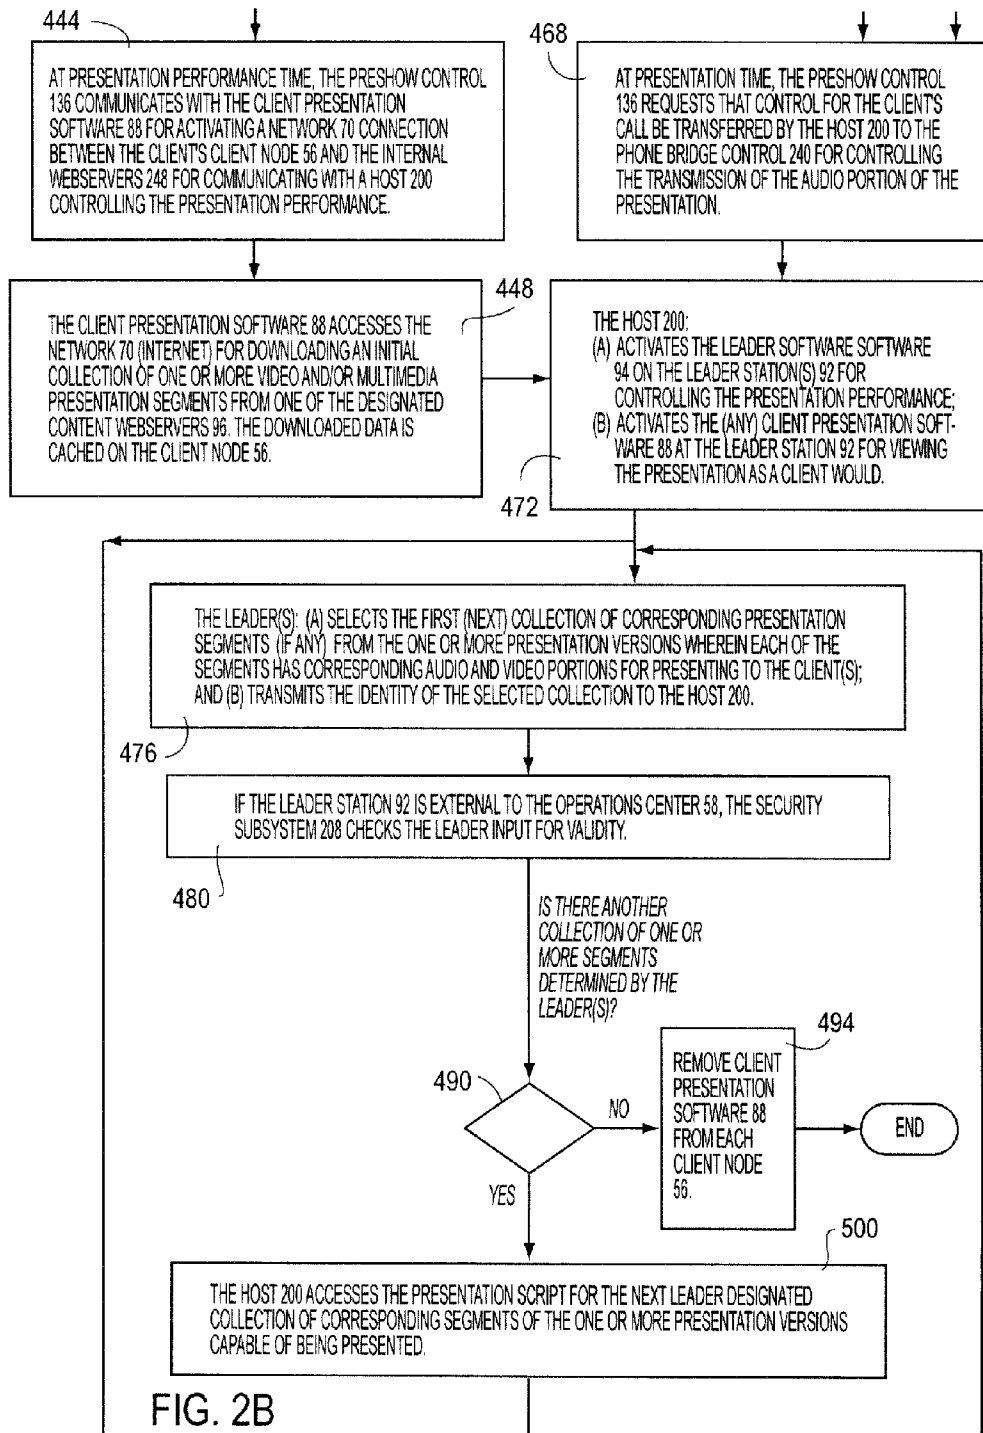 444
AT PRESENTATION PERFORMANCE TIME, THE PRESHOW CONTROL
136 COMMUNICATES WITH THE CLIENT PRESENTATION
SOFTWARE 88 FOR ACTIVATING A NETWORK 70 CONNECTION
BETWEEN THE CLIENT'S CLIENT NODE 56 AND THE INTERNAL
WEBSERVERS 248 FOR COMMUNICATING WITH A HOST 200
CONTROLLING THE PRESENTATION PERFORMANCE.
468
AT PRESENTATION TIME, THE PRESHOW CONTROL
136 REQUESTS THAT CONTROL FOR THE CLIENT'S
CALL BE TRANSFERRED BY THE HOST 200 TO THE
PHONE BRIDGE CONTROL 240 FOR CONTROLLING
THE TRANSMISSION OF THE AUDIO PORTION OF THE
PRESENTATION.
448
THE CLIENT PRESENTATION SOFTWARE 88 ACCESSES THE
NETWORK 70 (INTERNET) FOR DOWNLOADING AN INITIAL
COLLECTION OF ONE OR MORE VIDEO AND/OR MULTIMEDIA
PRESENTATION SEGMENTS FROM ONE OF THE DESIGNATED
CONTENT WEBSERVERS 96. THE DOWNLOADED DATA IS
CACHED ON THE CLIENT NODE 56.
THE HOST 200:
(A) ACTIVATES THE LEADER SOFTWARE SOFTWARE
94 ON THE LEADER STATION(S) 92 FOR
CONTROLLING THE PRESENTATION PERFORMANCE;
(B) ACTIVATES THE (ANY) CLIENT PRESENTATION SOFT-
WARE 88 AT THE LEADER STATION 92 FOR VIEWING
THE PRESENTATION AS A CLIENT WOULD.
472
THE LEADER(S): (A) SELECTS THE FIRST (NEXT) COLLECTION OF CORRESPONDING PRESENTATION
SEGMENTS (IF ANY) FROM THE ONE OR MORE PRESENTATION VERSIONS WHEREIN EACH OF THE
SEGMENTS HAS CORRESPONDING AUDIO AND VIDEO PORTIONS FOR PRESENTING TO THE CLIENT(S);
AND (B) TRANSMITS THE IDENTITY OF THE SELECTED COLLECTION TO THE HOST 200.
476
IF THE LEADER STATION 92 IS EXTERNAL TO THE OPERATIONS CENTER 58, THE SECURITY
SUBSYSTEM 208 CHECKS THE LEADER INPUT FOR VALIDITY.
480
IS THERE ANOTHER
COLLECTION OF ONE OR
MORE SEGMENTS
DETERMINED BY THE
LEADER(S)?
490
NO
YES
494
REMOVE CLIENT
PRESENTATION
SOFTWARE 88
FROM EACH
CLIENT NODE
56.
END
500
THE HOST 200 ACCESSES THE PRESENTATION SCRIPT FOR THE NEXT LEADER DESIGNATED
COLLECTION OF CORRESPONDING SEGMENTS OF THE ONE OR MORE PRESENTATION VERSIONS
CAPABLE OF BEING PRESENTED.
FIG. 2B